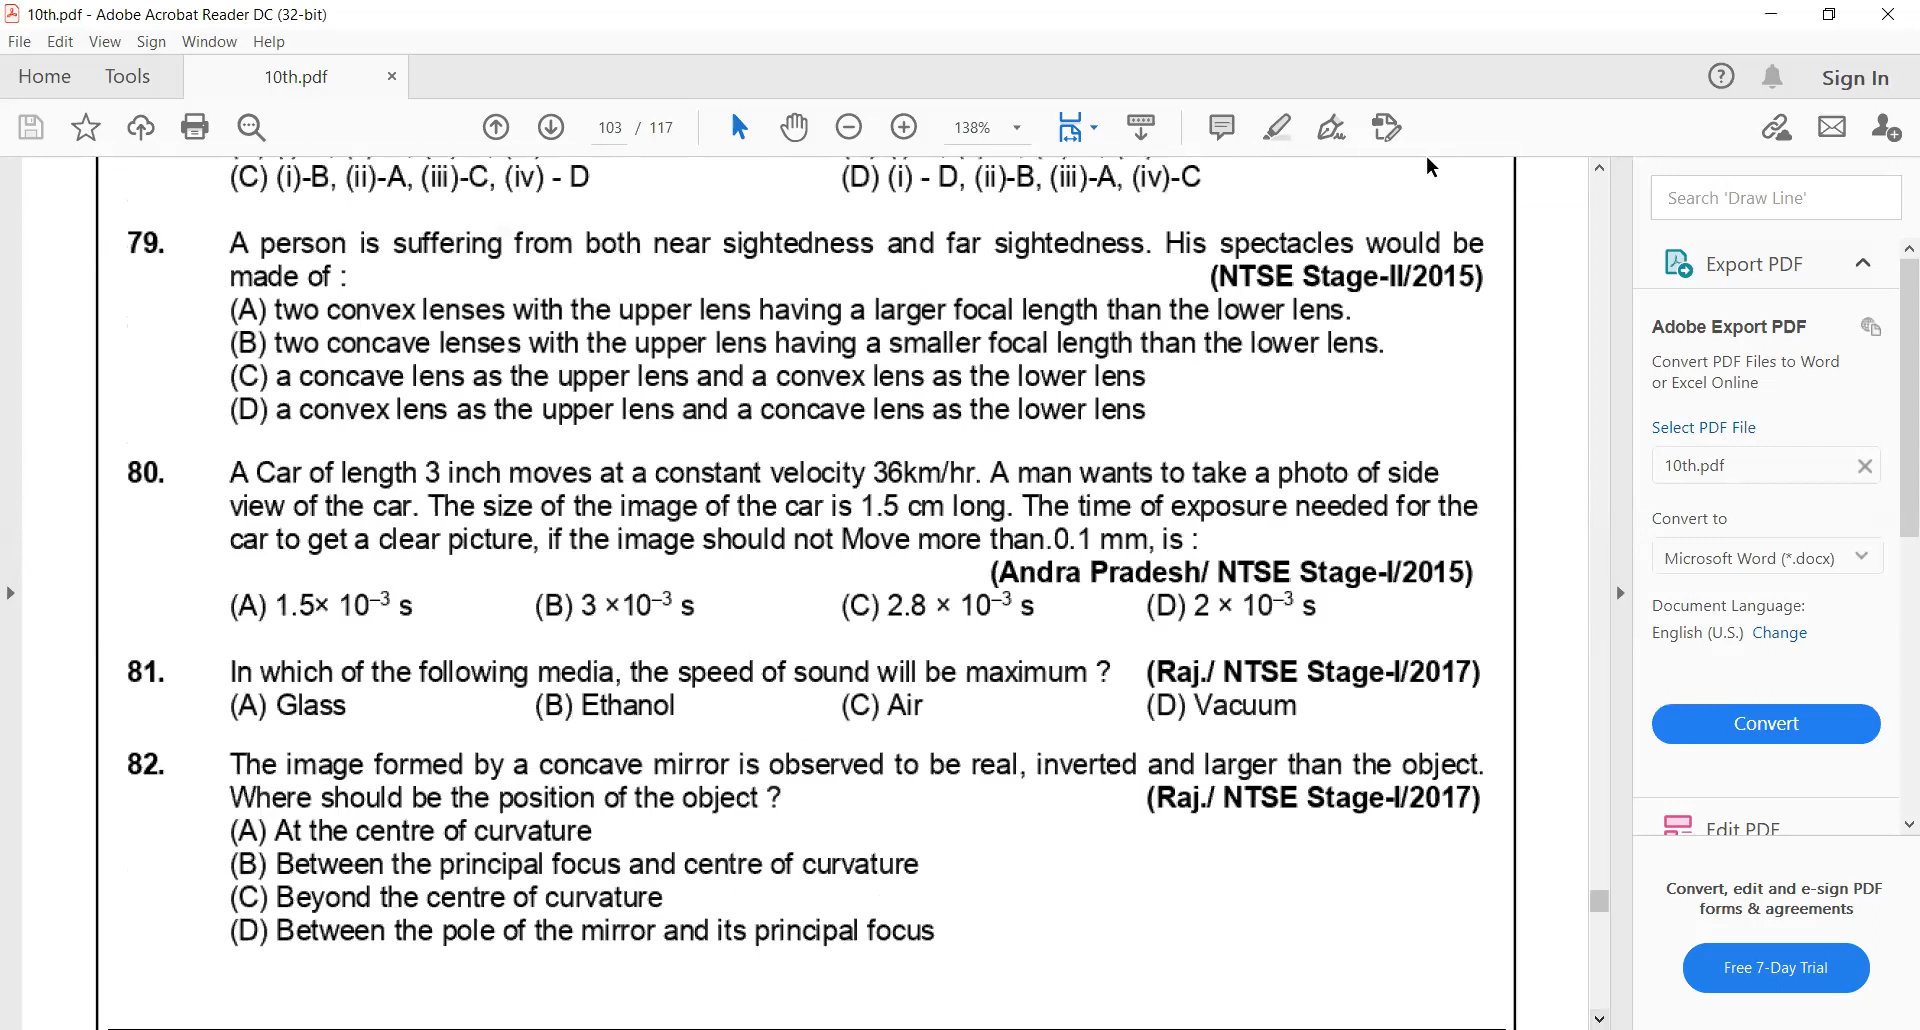 10th.pdf - Adobe Acrobat Reader DC (32-bit)
File Edit View Sign Window Help
Home Tools 10th.pdf × Sign In
103 / 117 138%
(C) (i)-B, (ii)-A, (iii)-C, (iv) - D (D) (i) - D, (ii)-B, (iii)-A, (iv)-C
79. A person is suffering from both near sightedness and far sightedness. His spectacles would be
made of : (NTSE Stage-II/2015)
(A) two convex lenses with the upper lens having a larger focal length than the lower lens.
(B) two concave lenses with the upper lens having a smaller focal length than the lower lens.
(C) a concave lens as the upper lens and a convex lens as the lower lens
(D) a convex lens as the upper lens and a concave lens as the lower lens
80. A Car of length 3 inch moves at a constant velocity 36km/hr. A man wants to take a photo of side
view of the car. The size of the image of the car is 1.5 cm long. The time of exposure needed for the
car to get a clear picture, if the image should not Move more than.0.1 mm, is :
(Andra Pradesh/ NTSE Stage-I/2015)
(A) 1.5× 10⁻³ s (B) 3 ×10⁻³ s (C) 2.8 × 10⁻³ s (D) 2 × 10⁻³ s
81. In which of the following media, the speed of sound will be maximum ? (Raj./ NTSE Stage-I/2017)
(A) Glass (B) Ethanol (C) Air (D) Vacuum
82. The image formed by a concave mirror is observed to be real, inverted and larger than the object.
Where should be the position of the object ? (Raj./ NTSE Stage-I/2017)
(A) At the centre of curvature
(B) Between the principal focus and centre of curvature
(C) Beyond the centre of curvature
(D) Between the pole of the mirror and its principal focus
Search 'Draw Line'
Export PDF
Adobe Export PDF
Convert PDF Files to Word
or Excel Online
Select PDF File
10th.pdf
Convert to
Microsoft Word (*.docx)
Document Language:
English (U.S.) Change
Convert
Edit PDF
Convert, edit and e-sign PDF
forms & agreements
Free 7-Day Trial